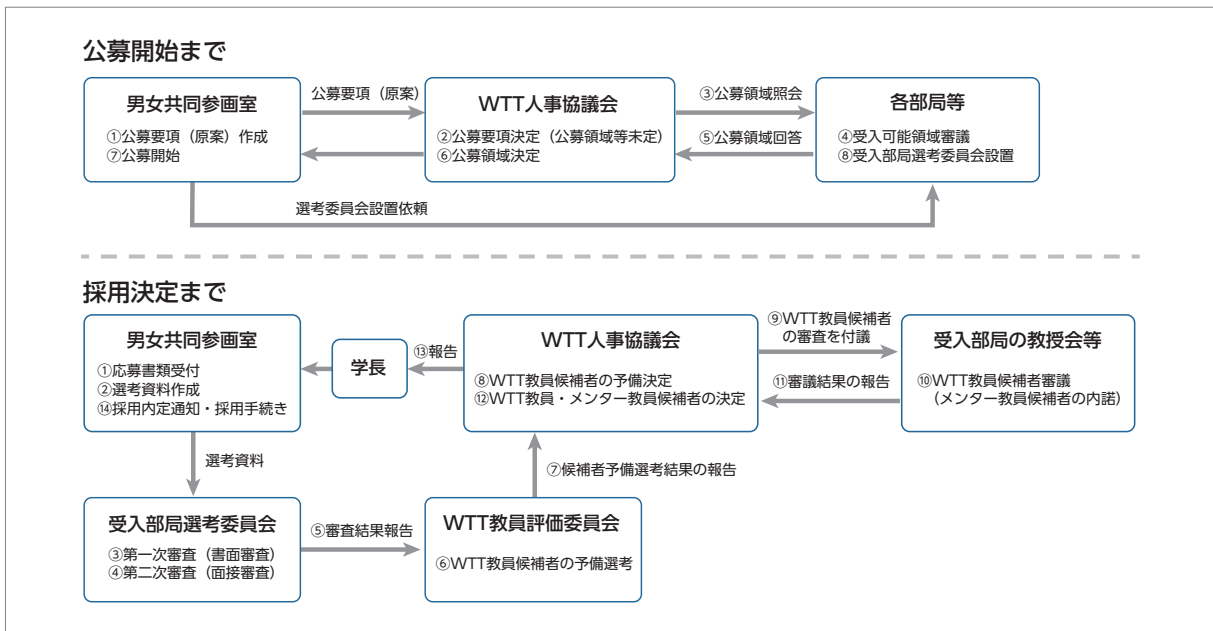 公募開始まで
男女共同参画室
①公募要項（原案）作成
⑦公募開始
公募要項（原案）
WTT人事協議会
②公募要項決定（公募領域等未定）
⑥公募領域決定
③公募領域照会
⑤公募領域回答
各部局等
④受入可能領域審議
⑧受入部局選考委員会設置
選考委員会設置依頼
採用決定まで
男女共同参画室
①応募書類受付
②選考資料作成
⑭採用内定通知・採用手続き
学長
⑬報告
WTT人事協議会
⑧WTT教員候補者の予備決定
⑫WTT教員・メンター教員候補者の決定
⑨WTT教員候補者
の審査を付議
⑪審議結果の報告
受入部局の教授会等
⑩WTT教員候補者審議
（メンター教員候補者の内諾）
選考資料
⑦候補者予備選考結果の報告
受入部局選考委員会
③第一次審査（書面審査）
④第二次審査（面接審査）
⑤審査結果報告
WTT教員評価委員会
⑥WTT教員候補者の予備選考